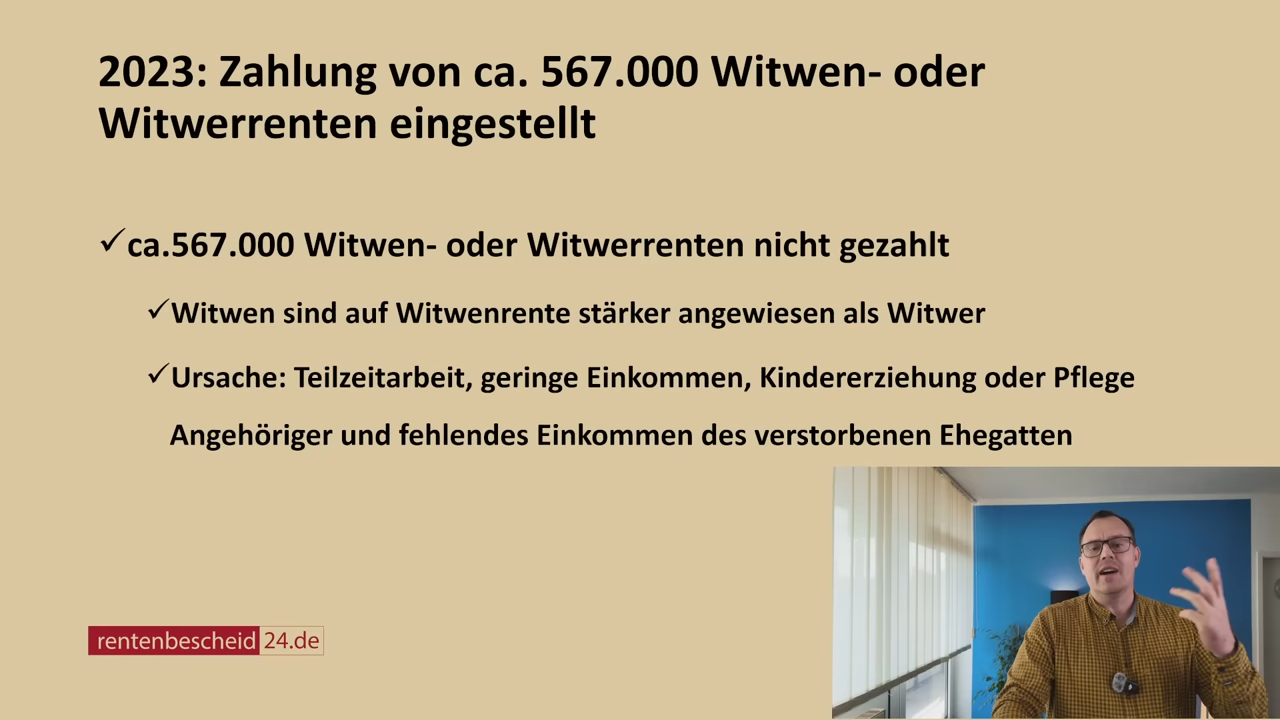 2023: Zahlung von ca. 567.000 Witwen- oder
Witwerrenten eingestellt
✓ca.567.000 Witwen- oder Witwerrenten nicht gezahlt
✓Witwen sind auf Witwenrente stärker angewiesen als Witwer
✓Ursache: Teilzeitarbeit, geringe Einkommen, Kindererziehung oder Pflege
Angehöriger und fehlendes Einkommen des verstorbenen Ehegatten
rentenbescheid 24.de